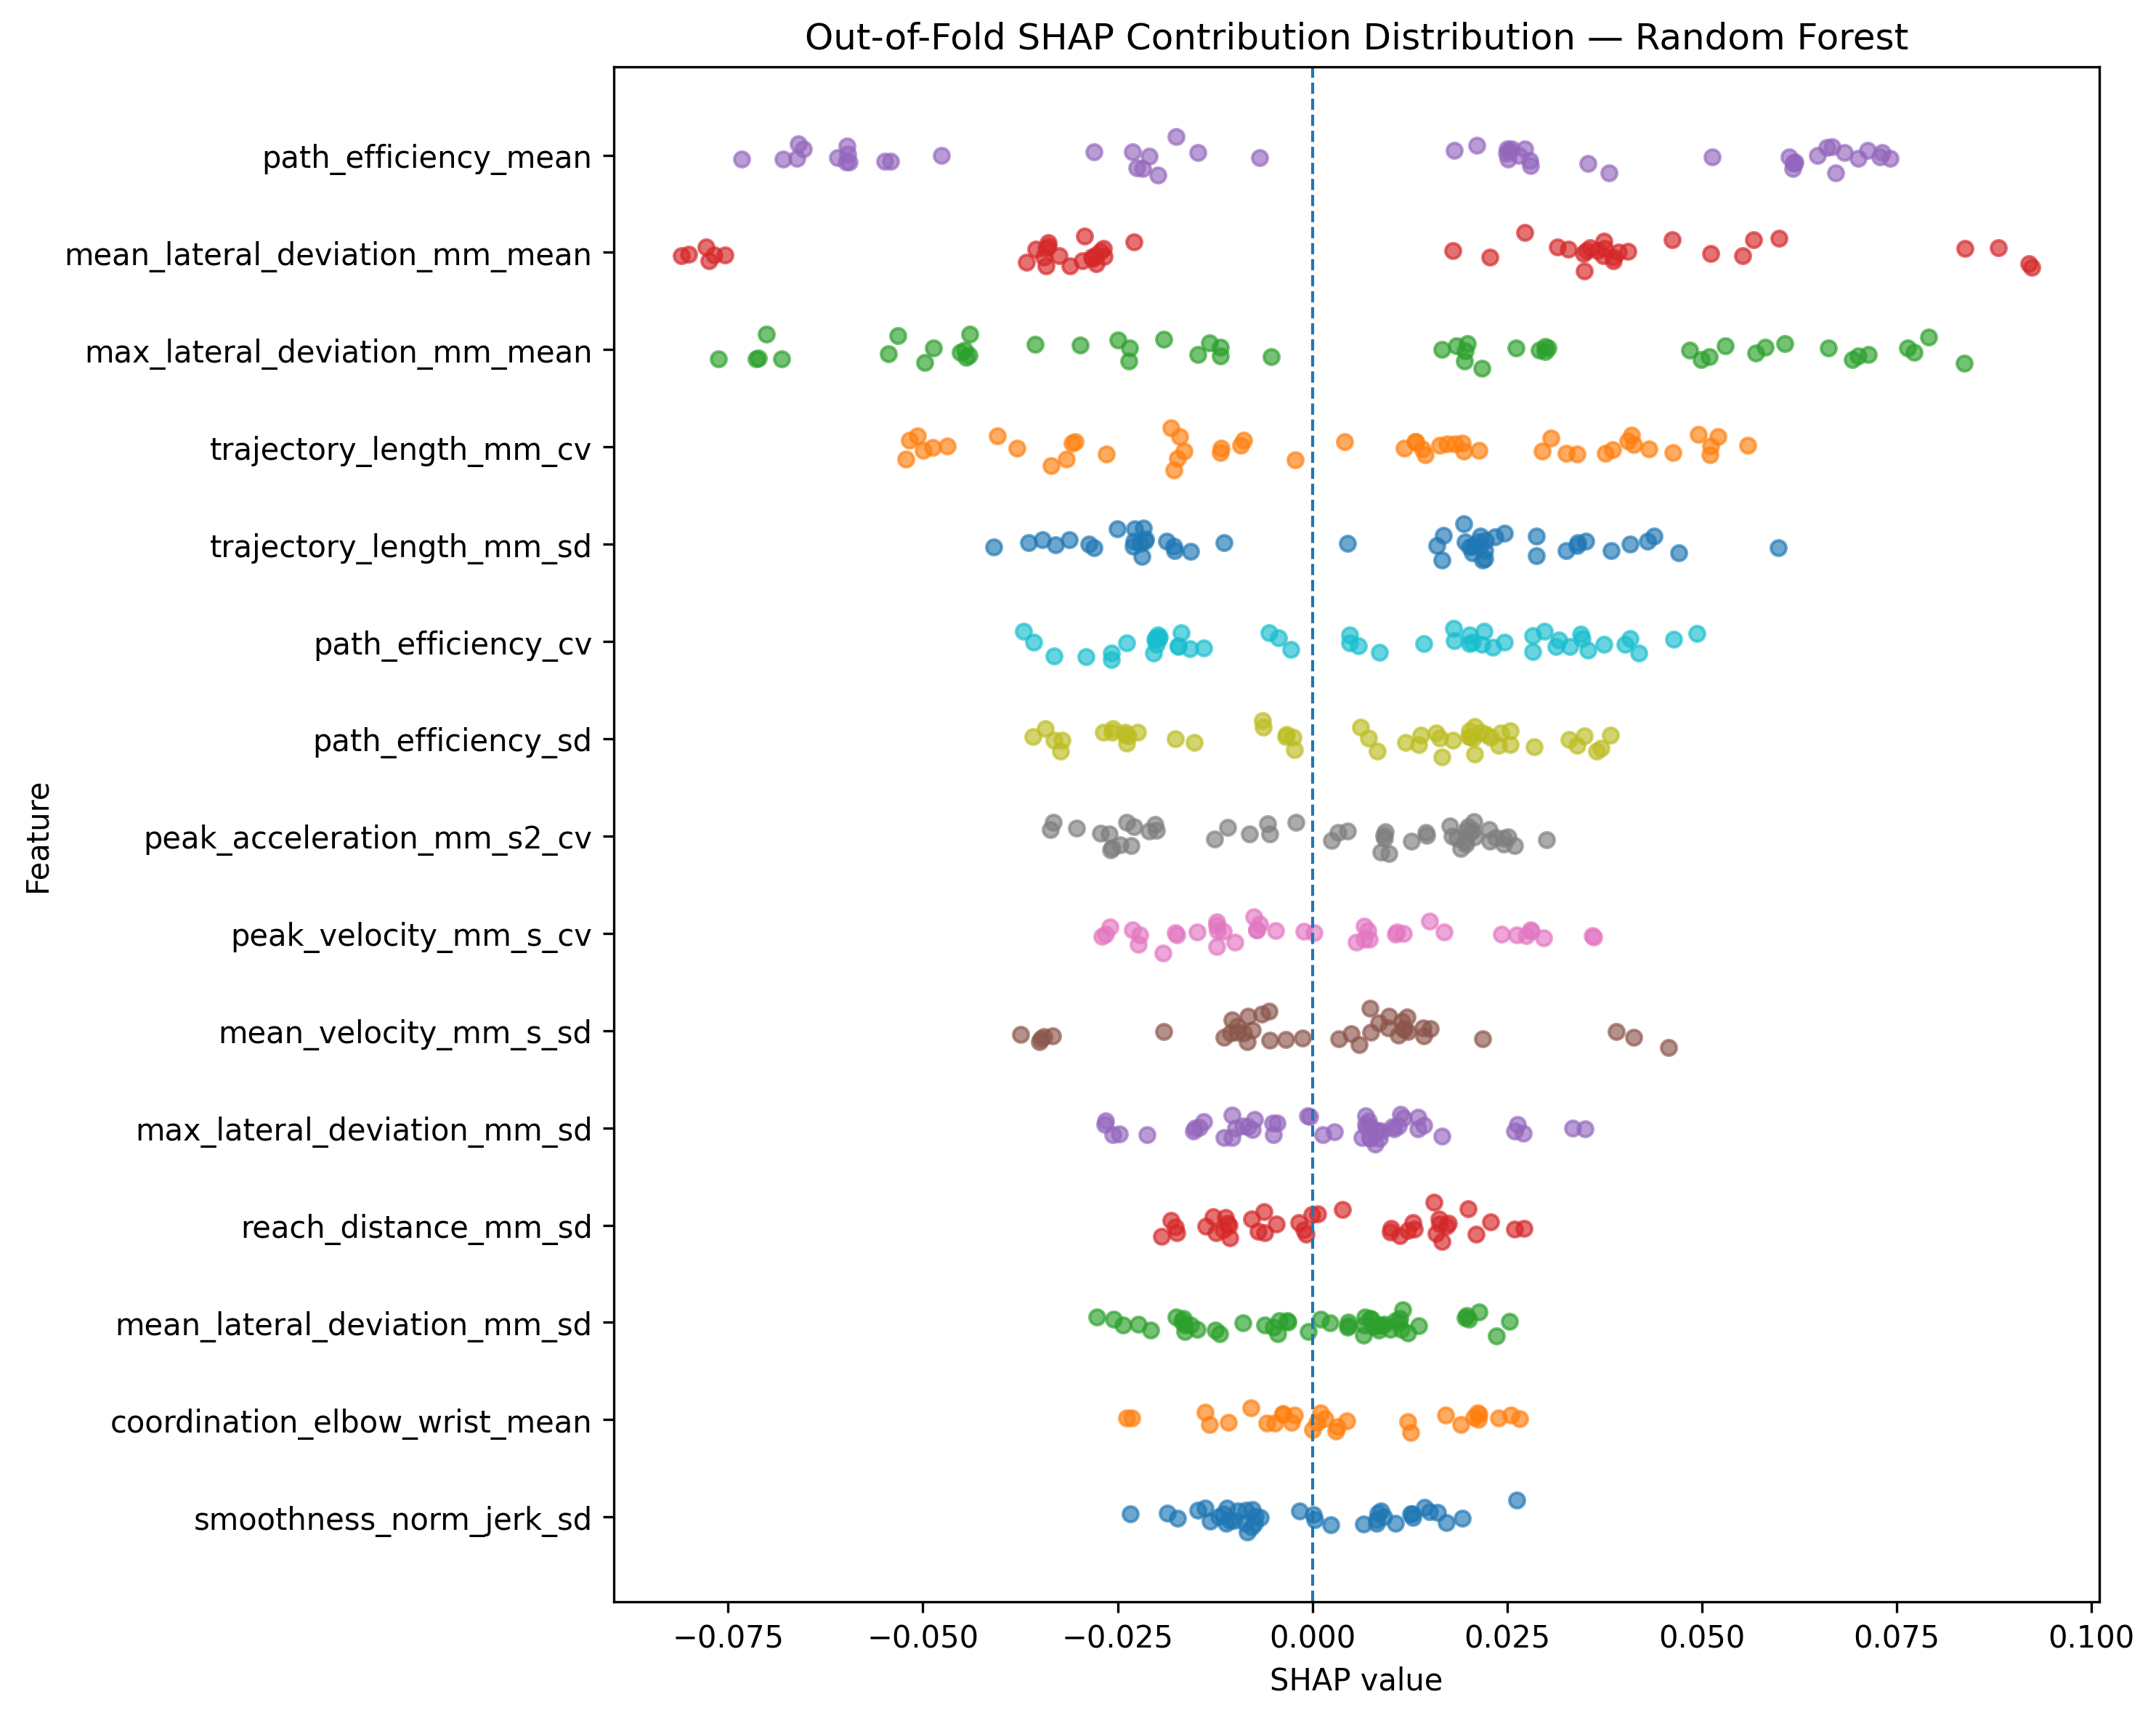 Out-of-Fold SHAP Contribution Distribution — Random Forest
Feature
path_efficiency_mean
mean_lateral_deviation_mm_mean
max_lateral_deviation_mm_mean
trajectory_length_mm_cv
trajectory_length_mm_sd
path_efficiency_cv
path_efficiency_sd
peak_acceleration_mm_s2_cv
peak_velocity_mm_s_cv
mean_velocity_mm_s_sd
max_lateral_deviation_mm_sd
reach_distance_mm_sd
mean_lateral_deviation_mm_sd
coordination_elbow_wrist_mean
smoothness_norm_jerk_sd
−0.075 −0.050 −0.025 0.000 0.025 0.050 0.075 0.100
SHAP value